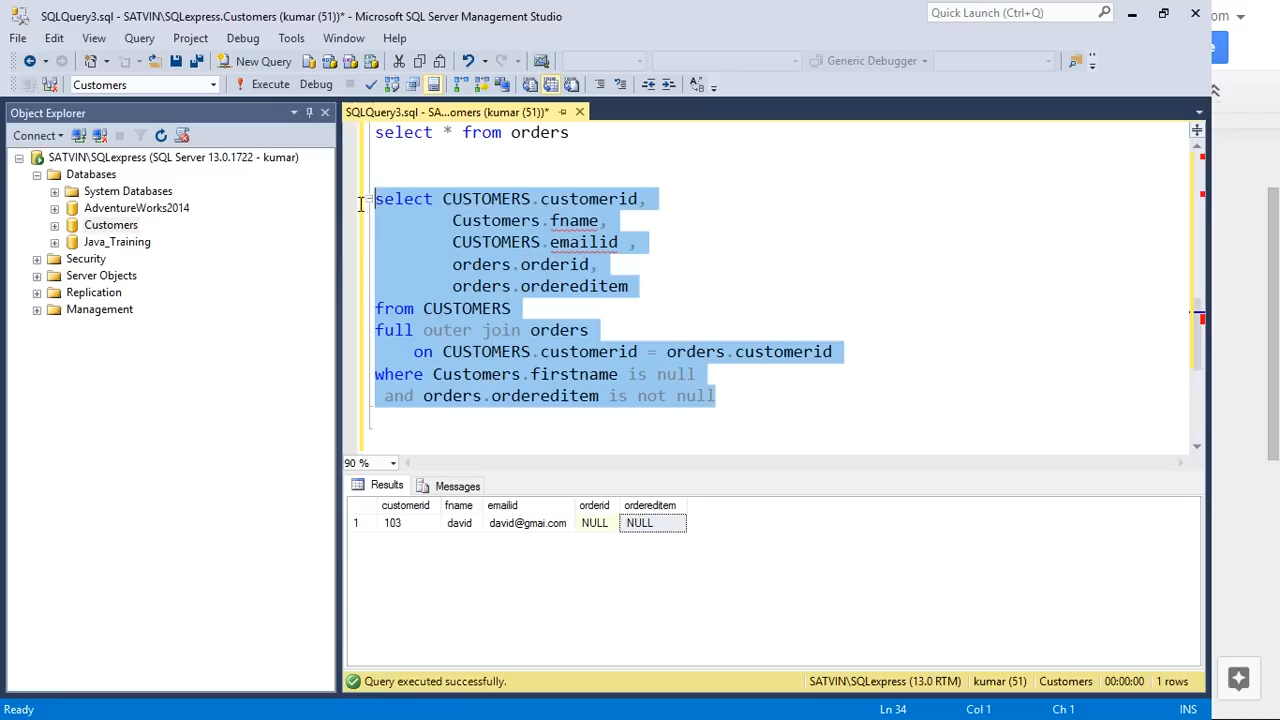 SQLQuery3.sql - SATVIN\SQLexpress.Customers (kumar (51))* - Microsoft SQL Server Management Studio
Quick Launch (Ctrl+Q)
om
File Edit View Query Project Debug Tools Window Help
New Query
Generic Debugger
Customers
Execute Debug
Object Explorer
SQLQuery3.sql - SA...omers (kumar (51))*
Connect
SATVIN\SQLexpress (SQL Server 13.0.1722 - kumar)
Databases
System Databases
AdventureWorks2014
Customers
Java_Training
Security
Server Objects
Replication
Management
select * from orders
select CUSTOMERS.customerid,
Customers.fname,
CUSTOMERS.emailid ,
orders.orderid,
orders.ordereditem
from CUSTOMERS
full outer join orders
on CUSTOMERS.customerid = orders.customerid
where Customers.firstname is null
and orders.ordereditem is not null
90 %
Results Messages
customerid fname emailid orderid ordereditem
1 103 david david@gmai.com NULL NULL
Query executed successfully.
SATVIN\SQLexpress (13.0 RTM) kumar (51) Customers 00:00:00 1 rows
Ready Ln 34 Col 1 Ch 1 INS